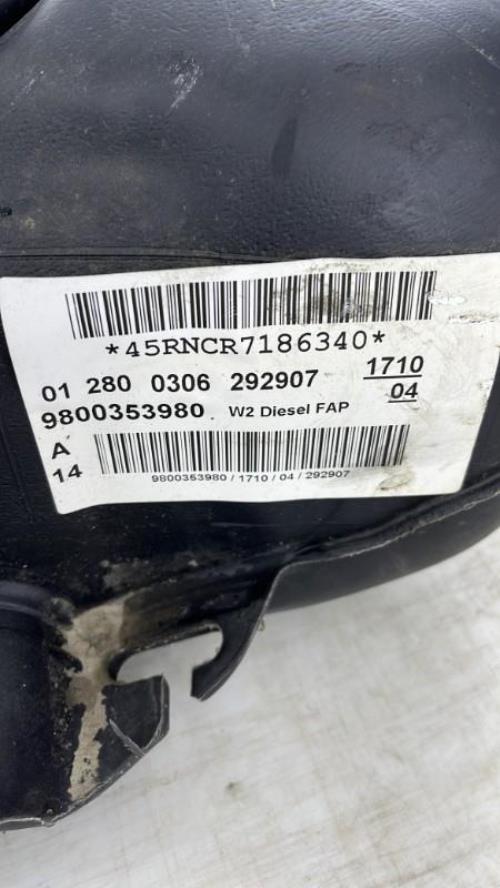 *45RNCR7186340*
01 280 0306 292907 1710
04
9800353980 W2 Diesel FAP
A
14
9800353980 / 1710 / 04 / 292907